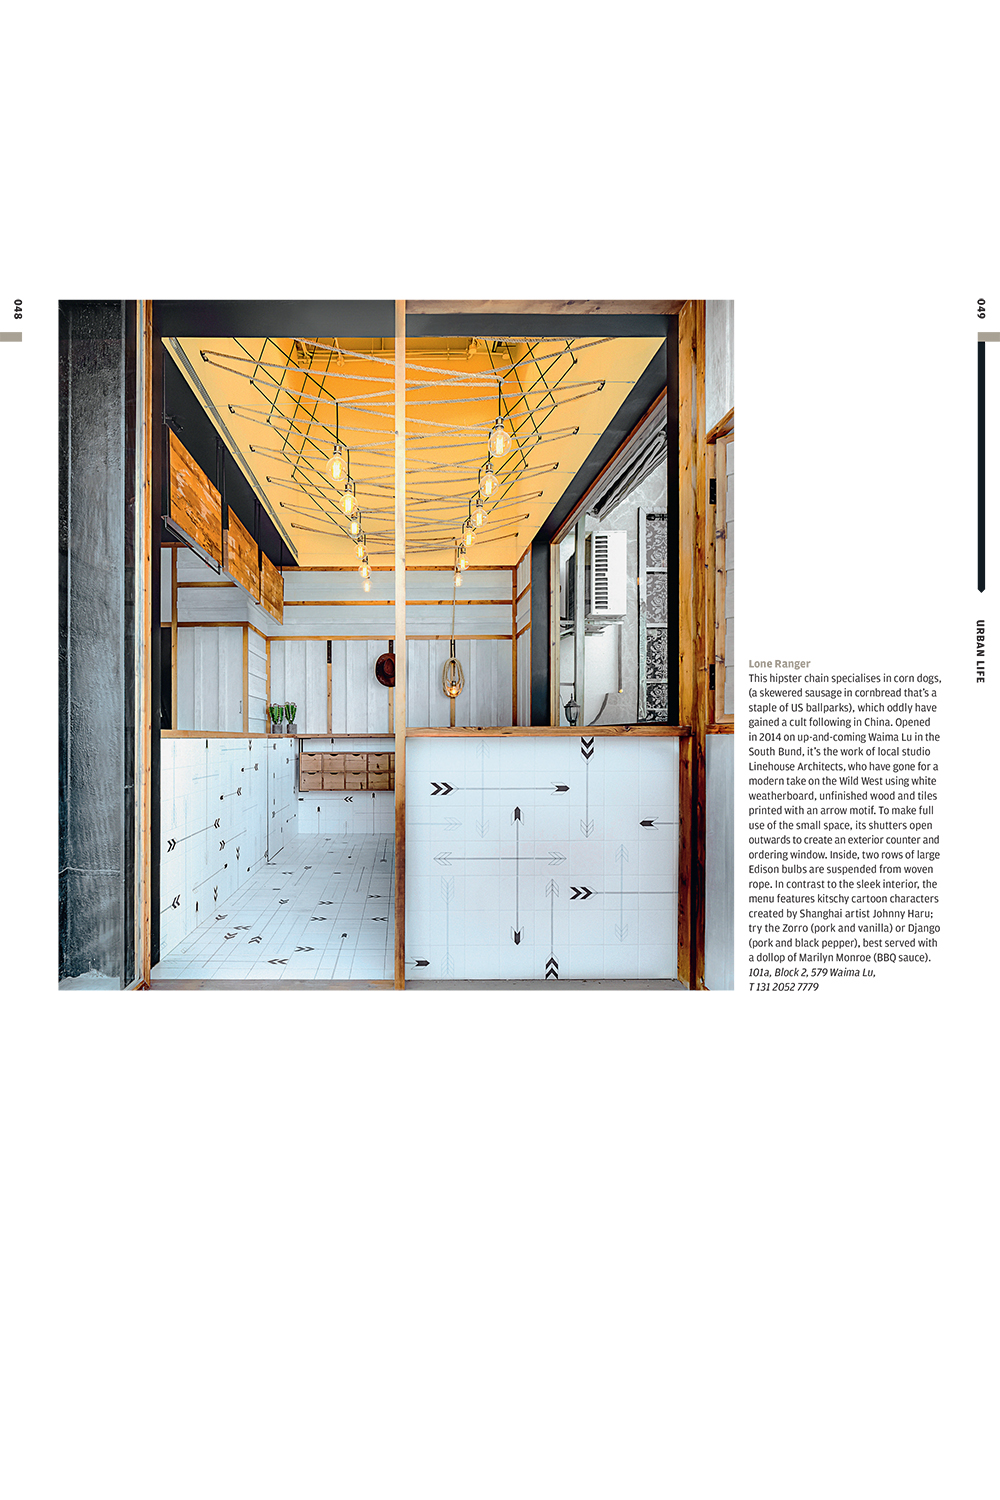 048
049
URBAN LIFE
Lone Ranger
This hipster chain specialises in corn dogs,
(a skewered sausage in cornbread that's a
staple of US ballparks), which oddly have
gained a cult following in China. Opened
in 2014 on up-and-coming Waima Lu in the
South Bund, it's the work of local studio
Linehouse Architects, who have gone for a
modern take on the Wild West using white
weatherboard, unfinished wood and tiles
printed with an arrow motif. To make full
use of the small space, its shutters open
outwards to create an exterior counter and
ordering window. Inside, two rows of large
Edison bulbs are suspended from woven
rope. In contrast to the sleek interior, the
menu features kitschy cartoon characters
created by Shanghai artist Johnny Haru;
try the Zorro (pork and vanilla) or Django
(pork and black pepper), best served with
a dollop of Marilyn Monroe (BBQ sauce).
101a, Block 2, 579 Waima Lu,
T 131 2052 7779